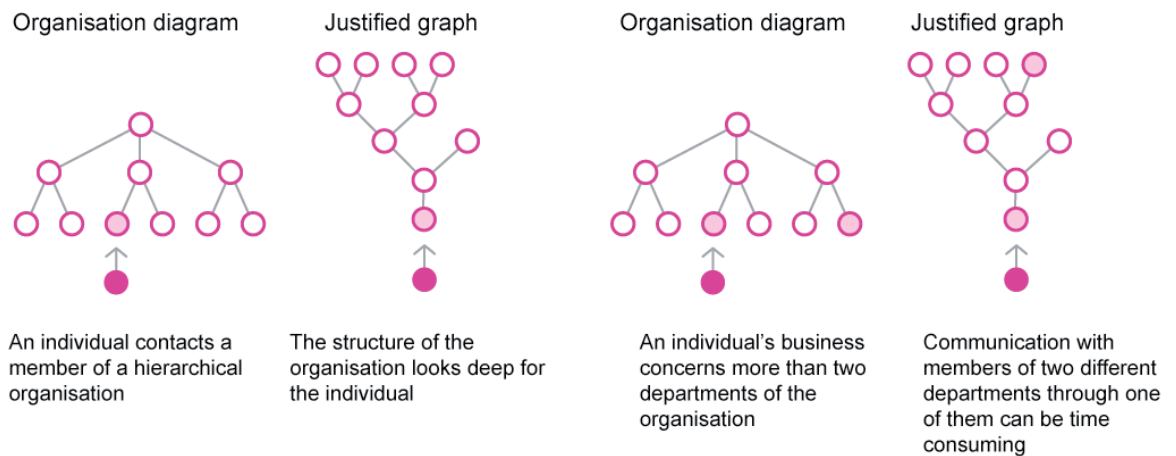 Organisation diagram
Justified graph
Organisation diagram
Justified graph
An individual contacts a
member of a hierarchical
organisation
The structure of the
organisation looks deep for
the individual
An individual’s business
concerns more than two
departments of the
organisation
Communication with
members of two different
departments through one
of them can be time
consuming